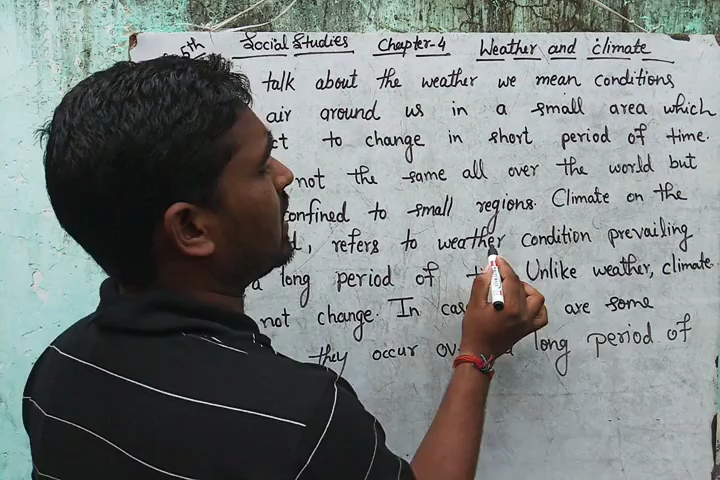 5th Social Studies Chapter-4 Weather and climate
talk about the weather we mean conditions
air around us in a small area which
to change in short period of time.
not the same all over the world but
confined to small regions. Climate on the
refers to weather condition prevailing
a long period of Unlike weather, climate
not change. In are some
they occur long period of